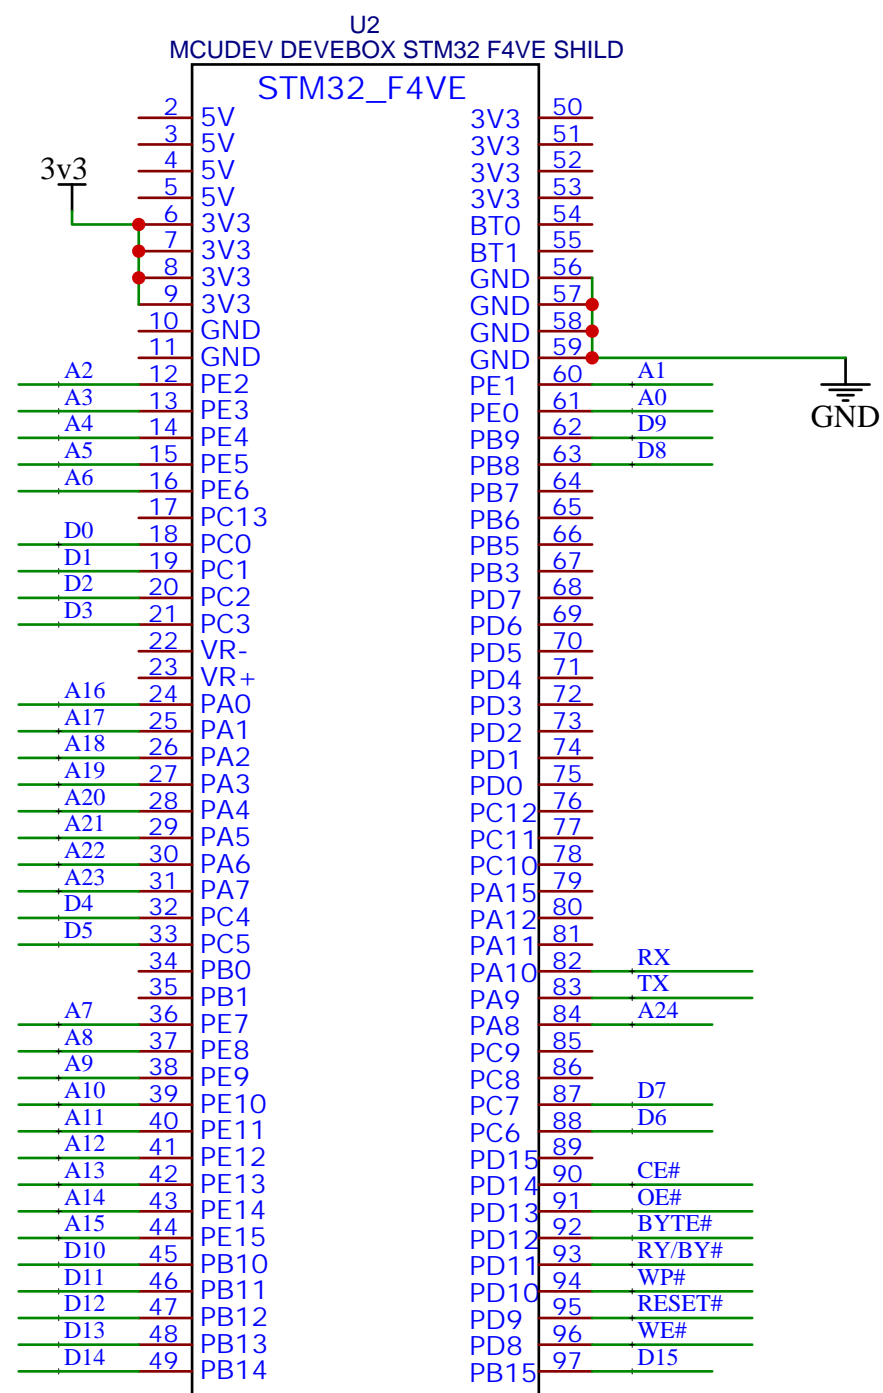 U2
MCUDEV DEVEBOX STM32 F4VE SHILD
STM32_F4VE
3v3
2 5V
3 5V
4 5V
5 5V
6 3V3
7 3V3
8 3V3
9 3V3
10 GND
11 GND
A2 12 PE2
A3 13 PE3
A4 14 PE4
A5 15 PE5
A6 16 PE6
17 PC13
D0 18 PC0
D1 19 PC1
D2 20 PC2
D3 21 PC3
22 VR-
23 VR+
A16 24 PA0
A17 25 PA1
A18 26 PA2
A19 27 PA3
A20 28 PA4
A21 29 PA5
A22 30 PA6
A23 31 PA7
D4 32 PC4
D5 33 PC5
34 PB0
35 PB1
A7 36 PE7
A8 37 PE8
A9 38 PE9
A10 39 PE10
A11 40 PE11
A12 41 PE12
A13 42 PE13
A14 43 PE14
A15 44 PE15
D10 45 PB10
D11 46 PB11
D12 47 PB12
D13 48 PB13
D14 49 PB14
3V3 50
3V3 51
3V3 52
3V3 53
BT0 54
BT1 55
GND 56
GND 57
GND 58
GND 59
PE1 60 A1
PE0 61 A0
GND
PB9 62 D9
PB8 63 D8
PB7 64
PB6 65
PB5 66
PB3 67
PD7 68
PD6 69
PD5 70
PD4 71
PD3 72
PD2 73
PD1 74
PD0 75
PC12 76
PC11 77
PC10 78
PA15 79
PA12 80
PA11 81
PA10 82 RX
PA9 83 TX
PA8 84 A24
PC9 85
PC8 86
PC7 87 D7
PC6 88 D6
PD15 89
PD14 90 CE#
PD13 91 OE#
PD12 92 BYTE#
PD11 93 RY/BY#
PD10 94 WP#
PD9 95 RESET#
PD8 96 WE#
PB15 97 D15